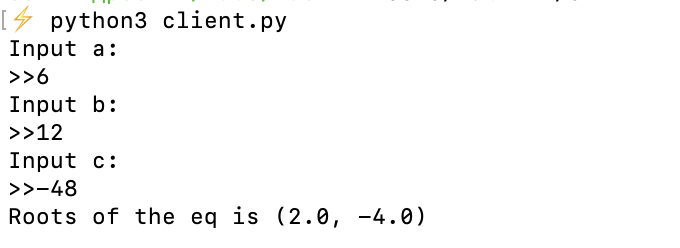 [⚡ python3 client.py
Input a:
>>6
Input b:
>>12
Input c:
>>-48
Roots of the eq is (2.0, -4.0)